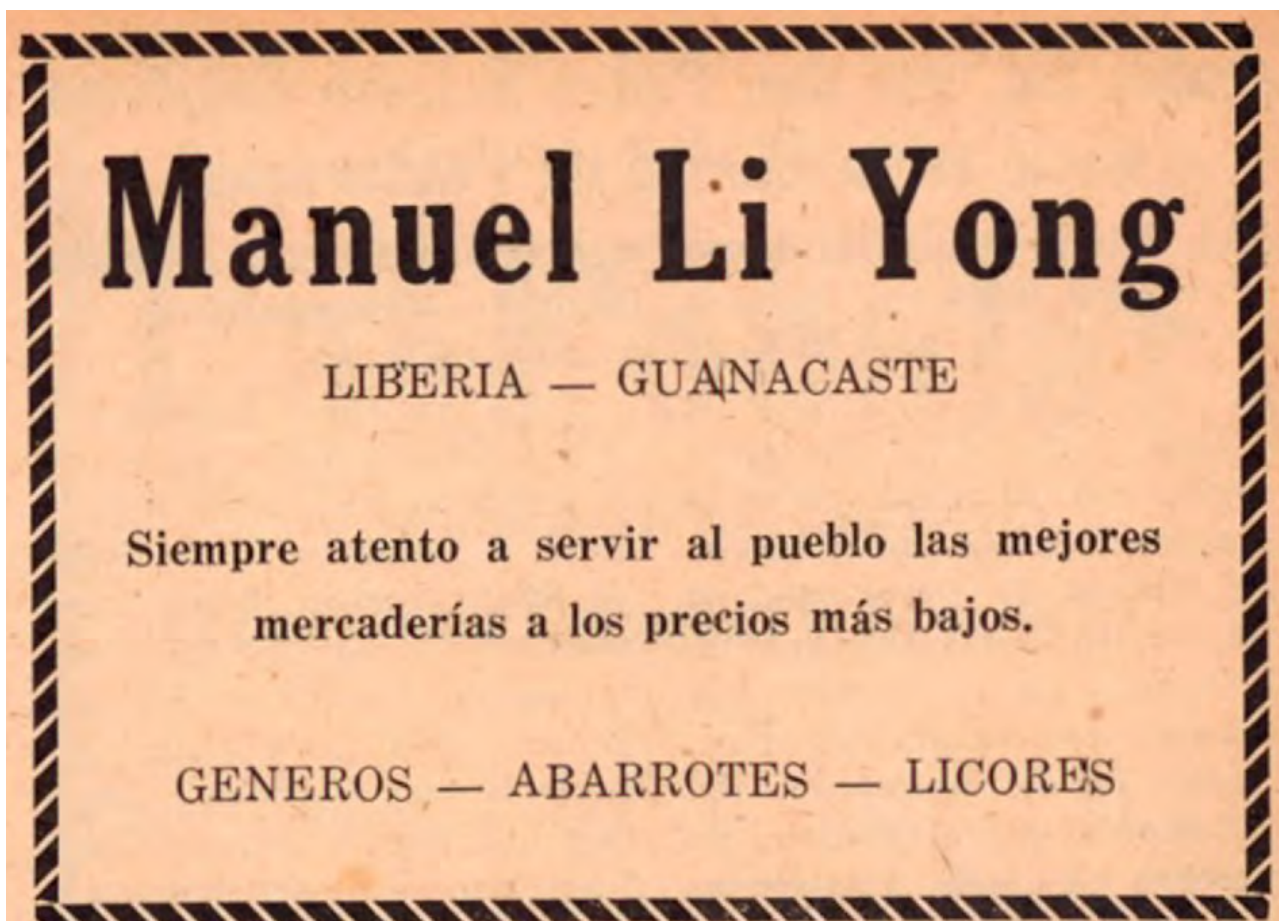 Manuel Li Yong
LIBERIA — GUANACASTE
Siempre atento a servir al pueblo las mejores
mercaderías a los precios más bajos.
GENEROS — ABARROTES — LICORES